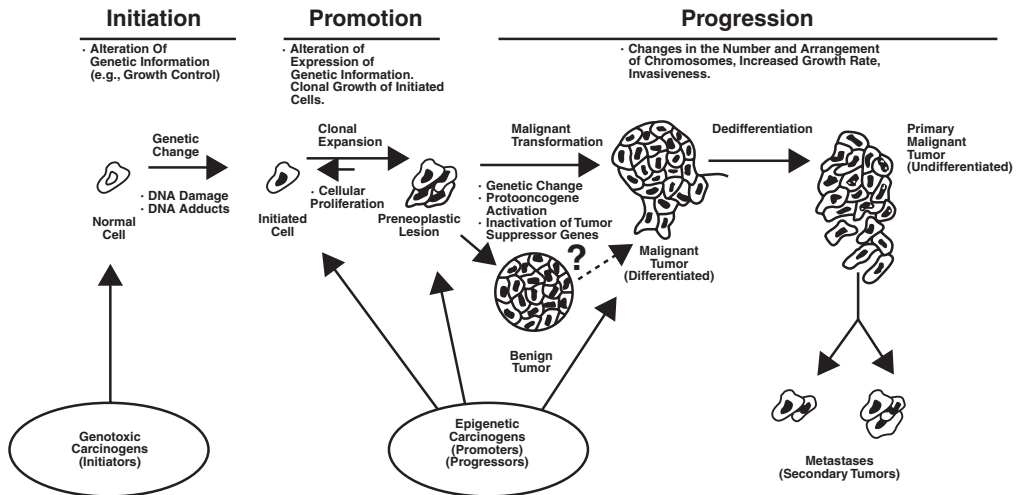 Initiation
Promotion
Progression
· Alteration Of
Genetic Information
(e.g., Growth Control)
· Alteration of
Expression of
Genetic Information.
Clonal Growth of Initiated
Cells.
· Changes in the Number and Arrangement
of Chromosomes, Increased Growth Rate,
Invasiveness.
Genetic
Change
· DNA Damage
· DNA Adducts
Normal
Cell
Initiated
Cell
Clonal
Expansion
· Cellular
Proliferation
Preneoplastic
Lesion
Malignant
Transformation
· Genetic Change
· Protooncogene
Activation
· Inactivation of Tumor
Suppressor Genes
?
Benign
Tumor
Malignant
Tumor
(Differentiated)
Dedifferentiation
Primary
Malignant
Tumor
(Undifferentiated)
Genotoxic
Carcinogens
(Initiators)
Epigenetic
Carcinogens
(Promoters)
(Progressors)
Metastases
(Secondary Tumors)